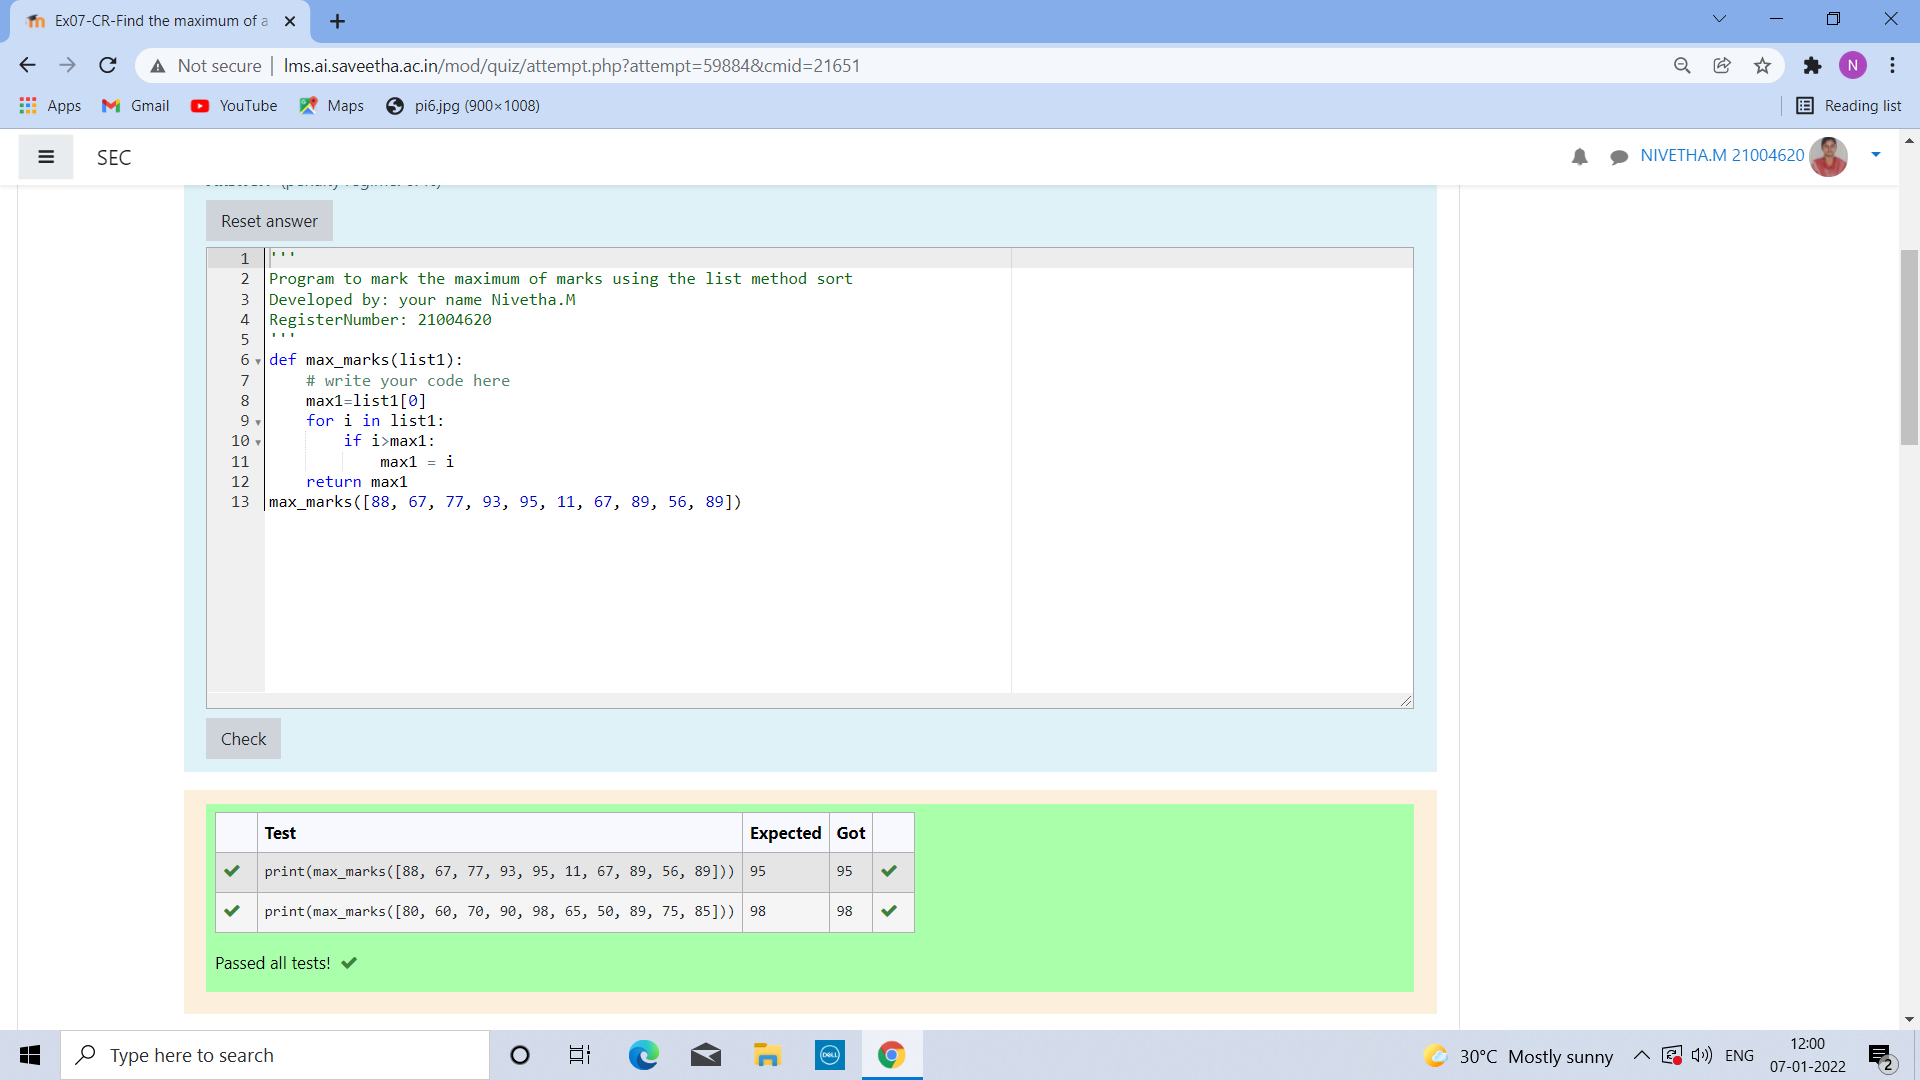 Ex07-CR-Find the maximum of a
Not secure | lms.ai.saveetha.ac.in/mod/quiz/attempt.php?attempt=59884&cmid=21651
N
Apps Gmail YouTube Maps pi6.jpg (900×1008) Reading list
SEC NIVETHA.M 21004620
Reset answer
1 '''
2 Program to mark the maximum of marks using the list method sort
3 Developed by: your name Nivetha.M
4 RegisterNumber: 21004620
5 '''
6 def max_marks(list1):
7 # write your code here
8 max1=list1[0]
9 for i in list1:
10 if i>max1:
11 max1 = i
12 return max1
13 max_marks([88, 67, 77, 93, 95, 11, 67, 89, 56, 89])
Check
Test Expected Got
print(max_marks([88, 67, 77, 93, 95, 11, 67, 89, 56, 89])) 95 95
print(max_marks([80, 60, 70, 90, 98, 65, 50, 89, 75, 85])) 98 98
Passed all tests!
Type here to search
DELL
30°C Mostly sunny
ENG
12:00
07-01-2022
2